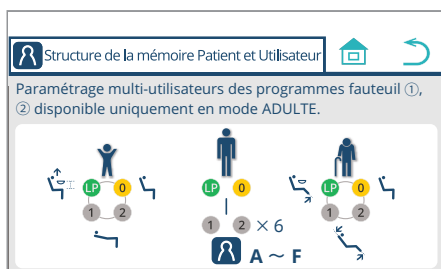 Structure de la mémoire Patient et Utilisateur
Paramétrage multi-utilisateurs des programmes fauteuil ①,
② disponible uniquement en mode ADULTE.
LP 0 LP 0 LP 0
1 2 1 2 × 6 1 2
A ~ F